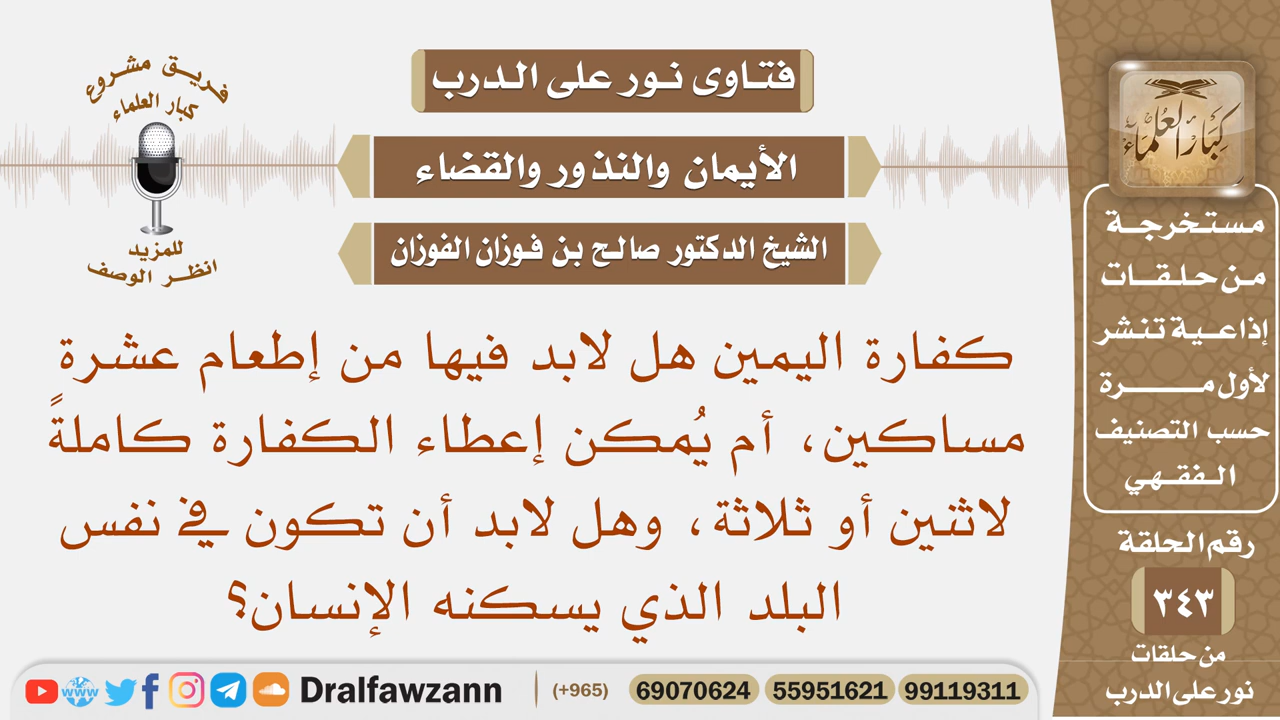 فتاوى نور على الدرب
الأيمان والنذور والقضاء
الشيخ الدكتور صالح بن فوزان الفوزان
فريق مشروع
كبار العلماء
للمزيد
انظر الوصف
كفارة اليمين هل لابد فيها من إطعام عشرة
مساكين، أم يُمكن إعطاء الكفارة كاملةً
لاثنين أو ثلاثة، وهل لابد أن تكون في نفس
البلد الذي يسكنه الإنسان؟
كبار العلماء
مستخرجة
من حلقات
إذاعية تنشر
لأول مرة
حسب التصنيف
الفقهي
رقم الحلقة
٣٤٣
من حلقات
نور على الدرب
www Dralfawzann (+965) 69070624 55951621 99119311